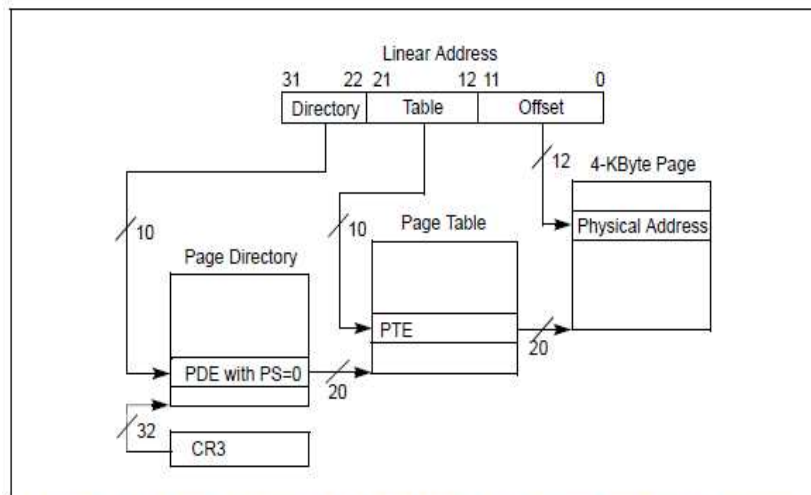 Linear Address
31 22 21 12 11 0
Directory Table Offset
12
4-KByte Page
Physical Address
10
10
Page Table
Page Directory
PTE
20
PDE with PS=0
20
32
CR3